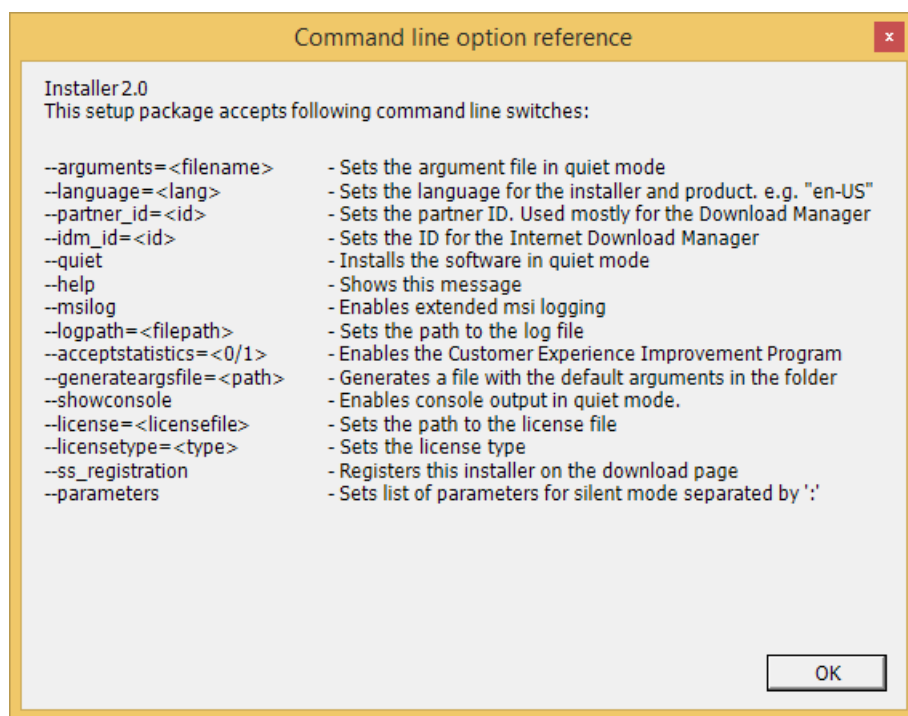 Command line option reference
x
Installer 2.0
This setup package accepts following command line switches:
--arguments=<filename> - Sets the argument file in quiet mode
--language=<lang> - Sets the language for the installer and product. e.g. "en-US"
--partner_id=<id> - Sets the partner ID. Used mostly for the Download Manager
--idm_id=<id> - Sets the ID for the Internet Download Manager
--quiet - Installs the software in quiet mode
--help - Shows this message
--msilog - Enables extended msi logging
--logpath=<filepath> - Sets the path to the log file
--acceptstatistics=<0/1> - Enables the Customer Experience Improvement Program
--generateargsfile=<path> - Generates a file with the default arguments in the folder
--showconsole - Enables console output in quiet mode.
--license=<licensefile> - Sets the path to the license file
--licensetype=<type> - Sets the license type
--ss_registration - Registers this installer on the download page
--parameters - Sets list of parameters for silent mode separated by ':'
OK